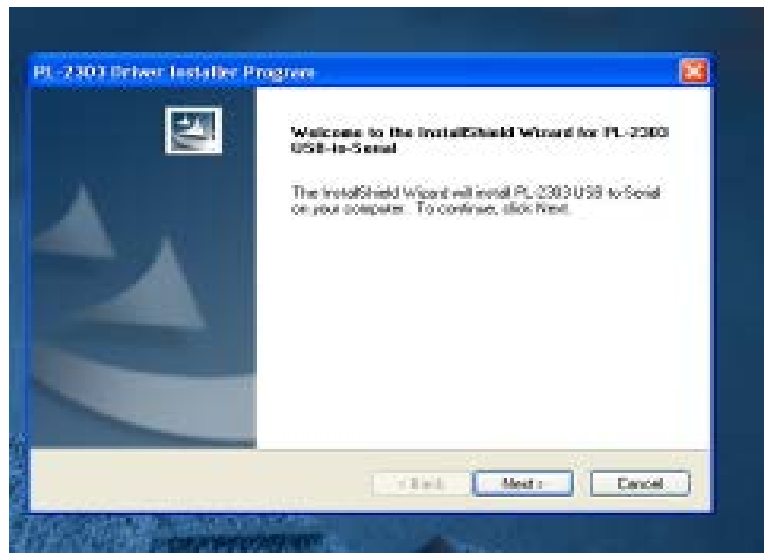 PL-2303 Driver Installer Program
Welcome to the InstallShield Wizard for PL-2303
USB-to-Serial
The InstallShield Wizard will install PL-2303 USB-to-Serial
on your computer. To continue, click Next.
< Back
Next >
Cancel